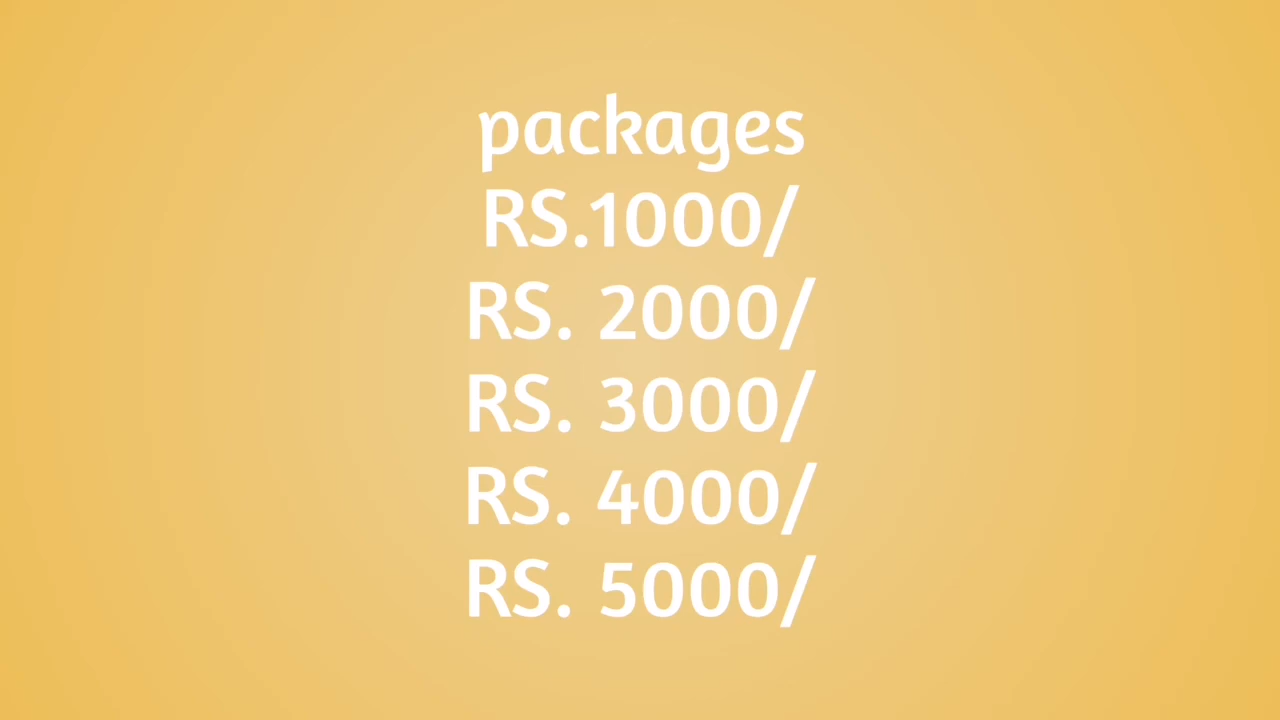 packages
RS.1000/
RS. 2000/
RS. 3000/
RS. 4000/
RS. 5000/